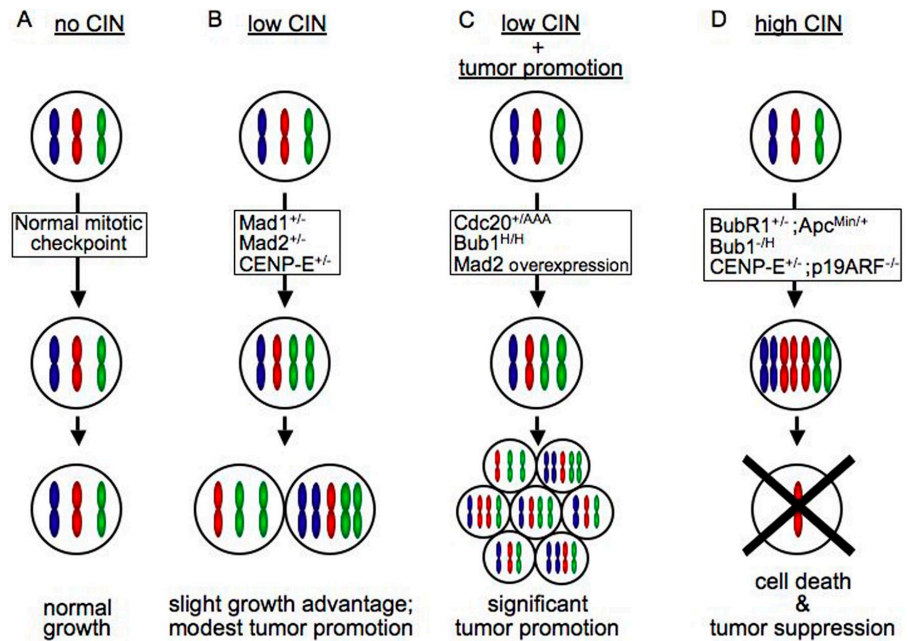 A no CIN
Normal mitotic
checkpoint
normal
growth
B low CIN
Mad1+/-
Mad2+/-
CENP-E+/-
slight growth advantage;
modest tumor promotion
C low CIN
+
tumor promotion
Cdc20+/AAA
Bub1H/H
Mad2 overexpression
significant
tumor promotion
D high CIN
BubR1+/-;ApcMin/+
Bub1-/H
CENP-E+/-;p19ARF-/-
cell death
&
tumor suppression